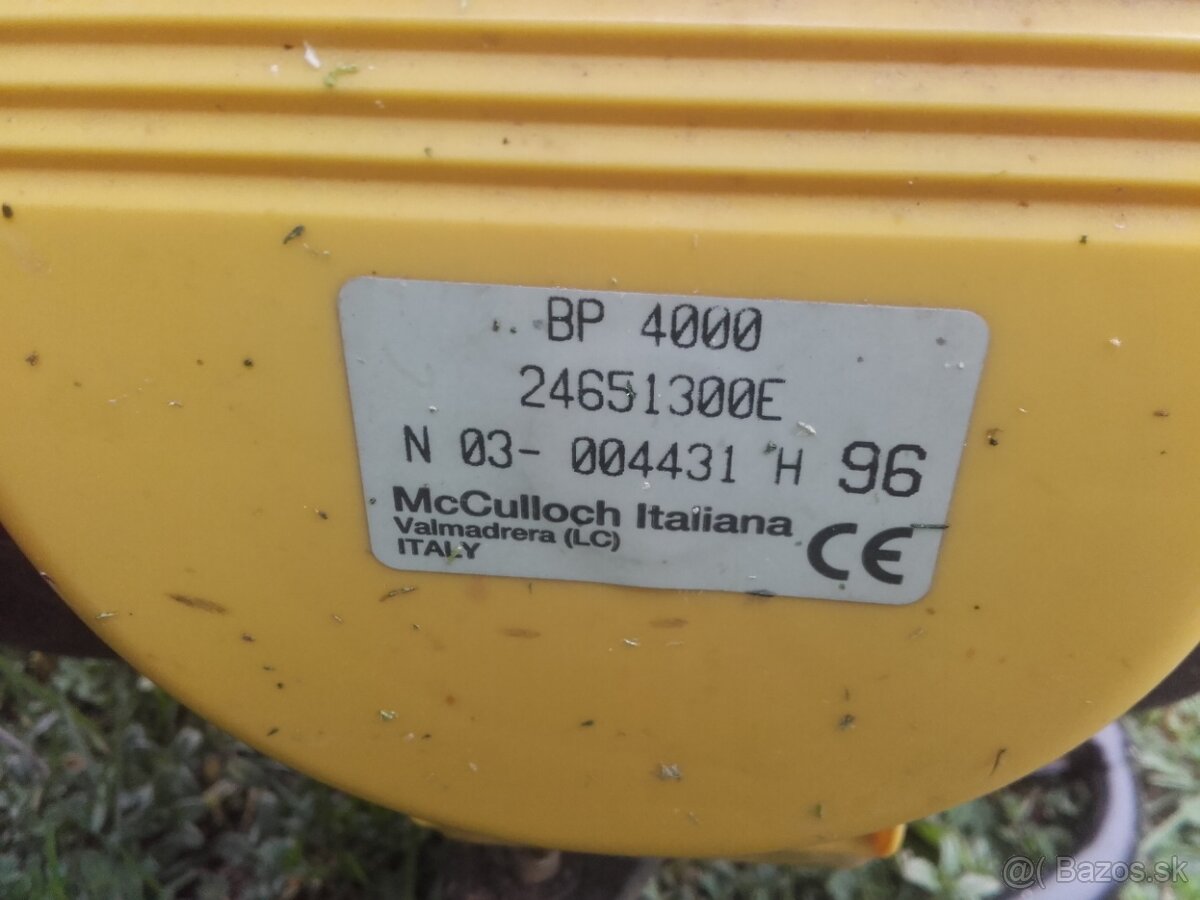 BP 4000
24651300E
N 03- 004431 H 96
McCulloch Italiana
Valmadrera (LC)
ITALY
CE
@( Bazos.sk